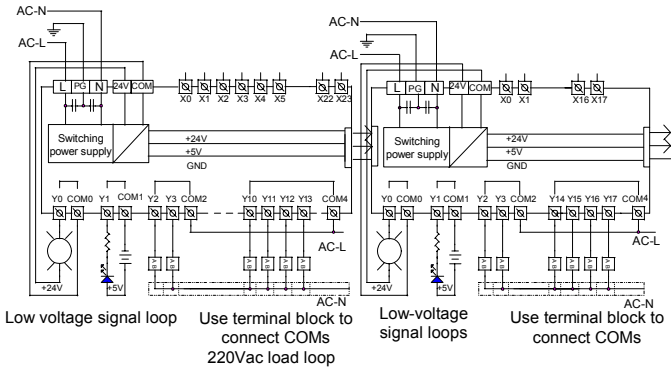 AC-N
AC-L
L PG N 24V COM
X0 X1 X2 X3 X4 X5 X22 X23
Switching
power supply
+24V
+5V
GND
Y0 COM0 Y1 COM1 Y2 Y3 COM2 Y10 Y11 Y12 Y13 COM4
AC-L
A B A B A B A B A B A B
+24V
+5V
AC-N
Low voltage signal loop
Use terminal block to
connect COMs
220Vac load loop
AC-N
AC-L
L PG N 24V COM
X0 X1 X16 X17
Switching
power supply
+24V
+5V
GND
Y0 COM0 Y1 COM1 Y2 Y3 COM2 Y14 Y15 Y16 Y17 COM4
AC-L
A B A B A B A B A B A B
+24V
+5V
AC-N
Low-voltage
signal loops
Use terminal block to
connect COMs